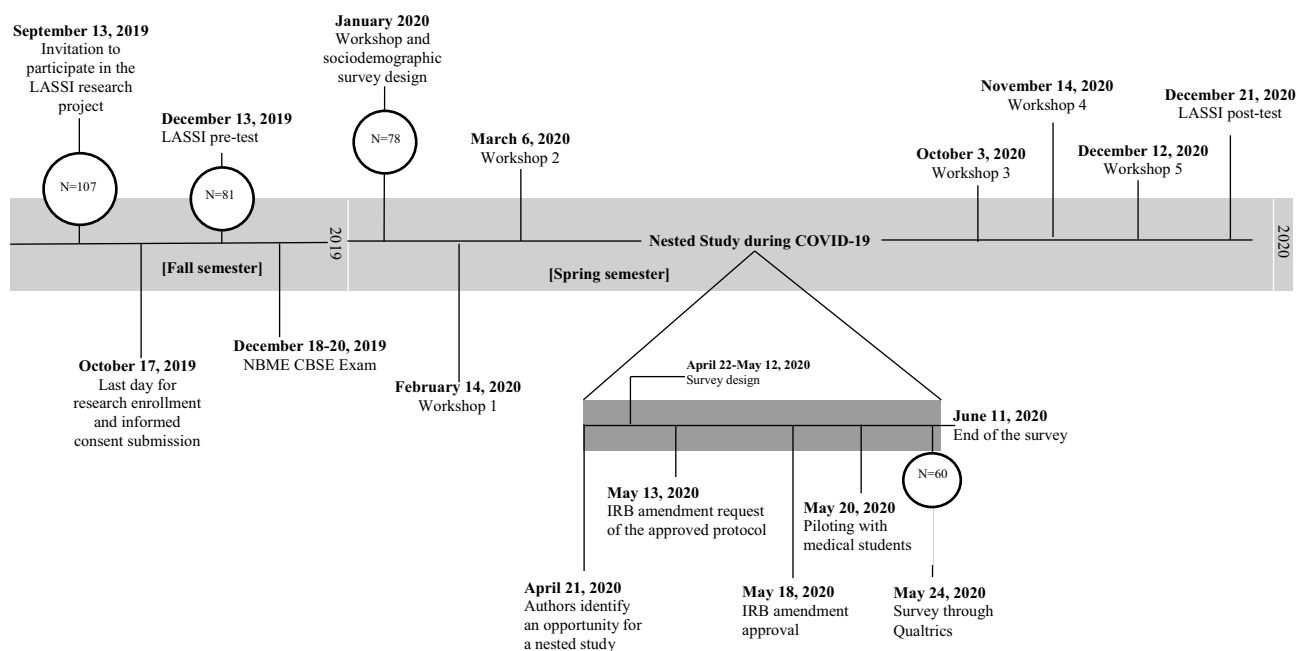 September 13, 2019
Invitation to
participate in the
LASSI research
project
N=107
December 13, 2019
LASSI pre-test
N=81
January 2020
Workshop and
sociodemographic
survey design
N=78
March 6, 2020
Workshop 2
October 3, 2020
Workshop 3
November 14, 2020
Workshop 4
December 12, 2020
Workshop 5
December 21, 2020
LASSI post-test
2019
Nested Study during COVID-19
2020
[Fall semester]
[Spring semester]
October 17, 2019
Last day for
research enrollment
and informed
consent submission
December 18-20, 2019
NBME CBSE Exam
February 14, 2020
Workshop 1
April 22-May 12, 2020
Survey design
June 11, 2020
End of the survey
N=60
May 13, 2020
IRB amendment request
of the approved protocol
May 20, 2020
Piloting with
medical students
April 21, 2020
Authors identify
an opportunity for
a nested study
May 18, 2020
IRB amendment
approval
May 24, 2020
Survey through
Qualtrics